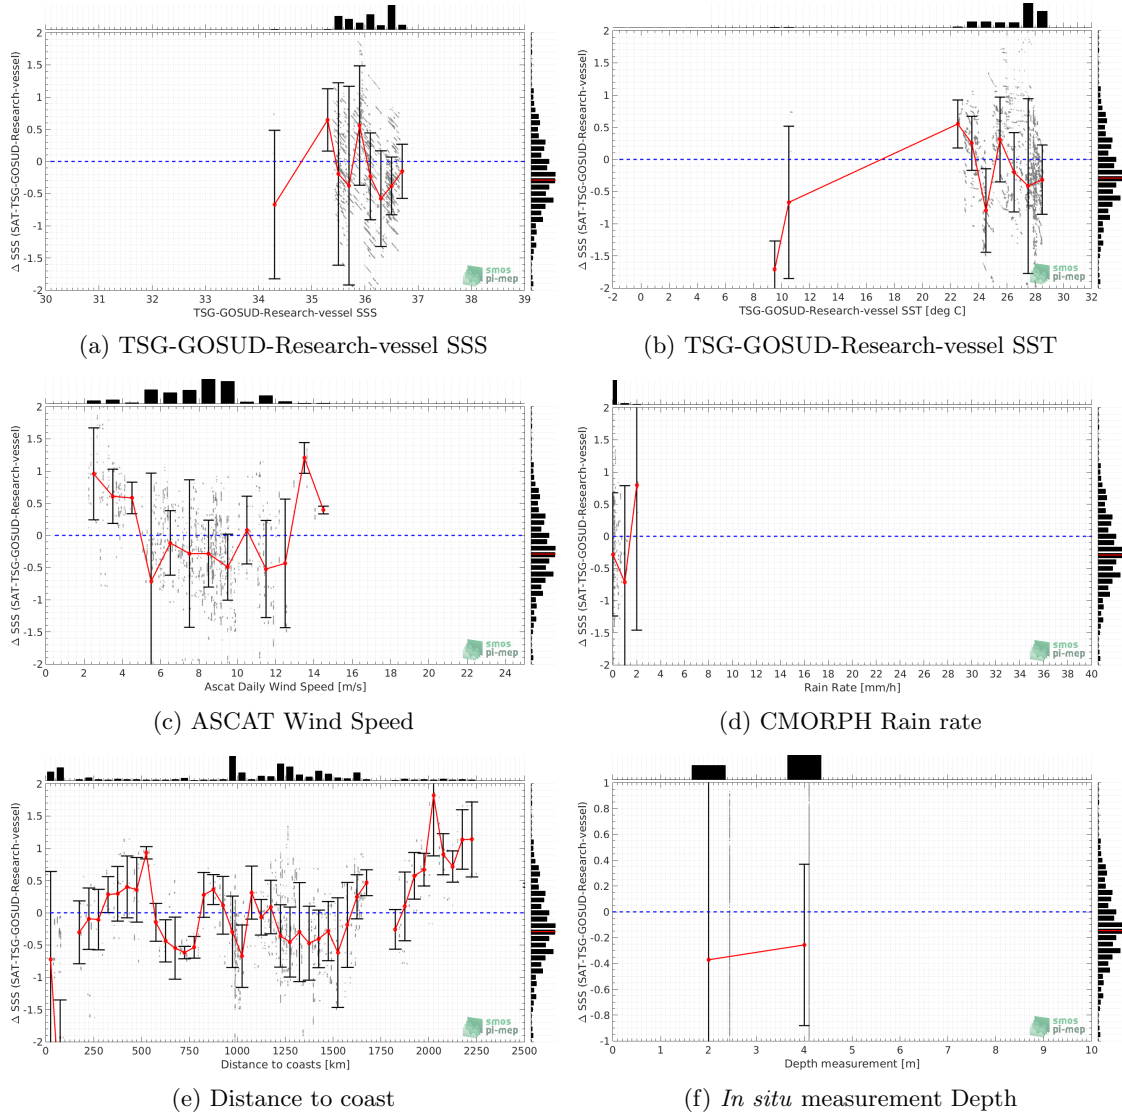 2
1.5
1
0.5
0
-0.5
-1
-1.5
-2
Δ SSS (SAT-TSG-GOSUD-Research-vessel)
30 31 32 33 34 35 36 37 38 39
TSG-GOSUD-Research-vessel SSS
smos
pi-mep
(a) TSG-GOSUD-Research-vessel SSS
2
1.5
1
0.5
0
-0.5
-1
-1.5
-2
Δ SSS (SAT-TSG-GOSUD-Research-vessel)
-2 0 2 4 6 8 10 12 14 16 18 20 22 24 26 28 30 32
TSG-GOSUD-Research-vessel SST [deg C]
smos
pi-mep
(b) TSG-GOSUD-Research-vessel SST
2
1.5
1
0.5
0
-0.5
-1
-1.5
-2
Δ SSS (SAT-TSG-GOSUD-Research-vessel)
0 2 4 6 8 10 12 14 16 18 20 22 24
Ascat Daily Wind Speed [m/s]
smos
pi-mep
(c) ASCAT Wind Speed
2
1.5
1
0.5
0
-0.5
-1
-1.5
-2
Δ SSS (SAT-TSG-GOSUD-Research-vessel)
0 2 4 6 8 10 12 14 16 18 20 22 24 26 28 30 32 34 36 38 40
Rain Rate [mm/h]
smos
pi-mep
(d) CMORPH Rain rate
2
1.5
1
0.5
0
-0.5
-1
-1.5
-2
Δ SSS (SAT-TSG-GOSUD-Research-vessel)
0 250 500 750 1000 1250 1500 1750 2000 2250 2500
Distance to coasts [km]
smos
pi-mep
(e) Distance to coast
1
0.8
0.6
0.4
0.2
0
-0.2
-0.4
-0.6
-0.8
-1
Δ SSS (SAT-TSG-GOSUD-Research-vessel)
0 1 2 3 4 5 6 7 8 9 10
Depth measurement [m]
smos
pi-mep
(f) In situ measurement Depth